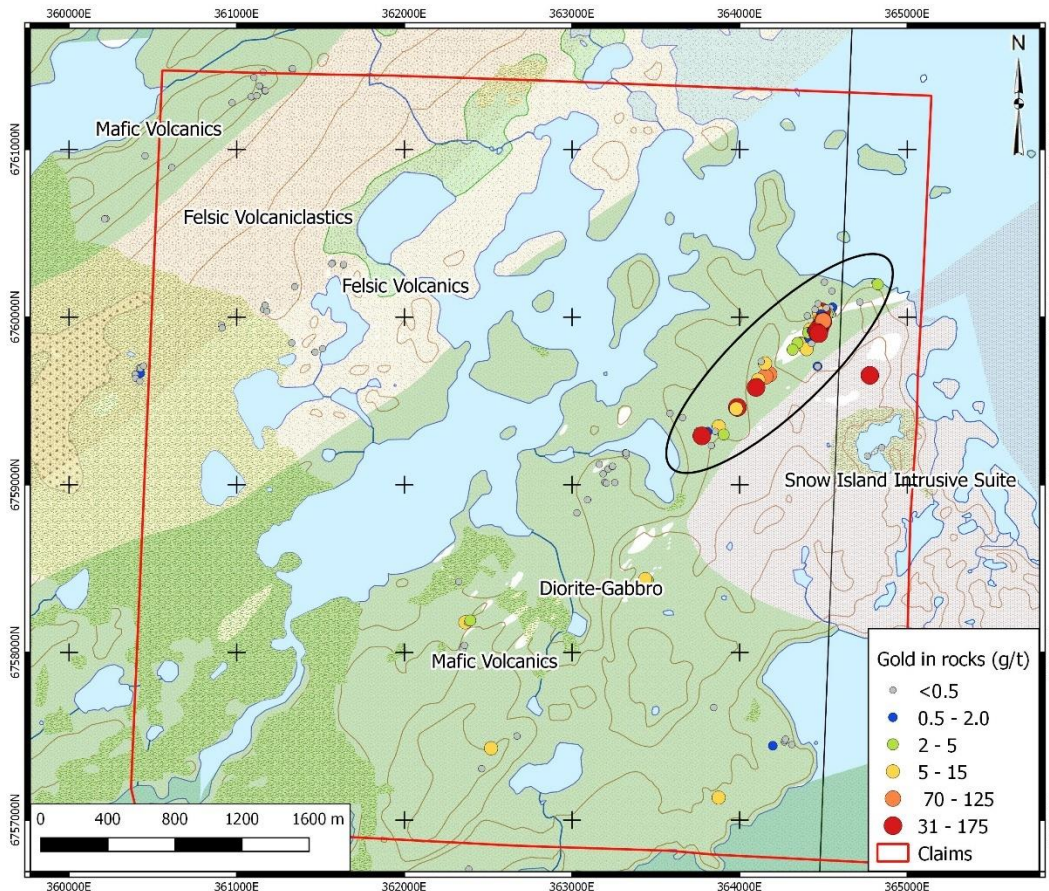 360000E 361000E 362000E 363000E 364000E 365000E
N
6761000N 6760000N 6759000N 6758000N 6757000N
Mafic Volcanics
Felsic Volcaniclastics
Felsic Volcanics
Snow Island Intrusive Suite
Diorite-Gabbro
Mafic Volcanics
Gold in rocks (g/t)
<0.5
0.5 - 2.0
2 - 5
5 - 15
70 - 125
31 - 175
Claims
0 400 800 1200 1600 m
360000E 361000E 362000E 363000E 364000E 365000E